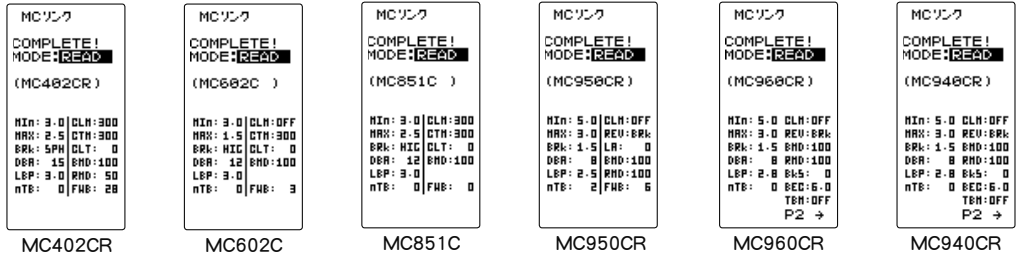 MCリンク
COMPLETE!
MODE:READ
(MC402CR)
MIn: 3.0 CLM:300
MAX: 2.5 CTM:300
BRk: SPH CLT: 0
DBA: 15 BMD:100
LBP: 3.0 RMD: 50
nTB: 0 FWB: 28
MC402CR
MCリンク
COMPLETE!
MODE:READ
(MC602C )
MIn: 3.0 CLM:OFF
MAX: 1.5 CTM:300
BRk: HIG CLT: 0
DBA: 12 BMD:100
LBP: 3.0
nTB: 0 FWB: 3
MC602C
MCリンク
COMPLETE!
MODE:READ
(MC851C )
MIn: 3.0 CLM:300
MAX: 2.5 CTM:300
BRk: HIG CLT: 0
DBA: 12 BMD:100
LBP: 3.0
nTB: 0 FWB: 0
MC851C
MCリンク
COMPLETE!
MODE:READ
(MC950CR)
MIn: 5.0 CLM:OFF
MAX: 3.0 REV:BRk
BRk: 1.5 LA: 0
DBA: 8 BMD:100
LBP: 2.5 RMD:100
nTB: 2 FWB: 6
MC950CR
MCリンク
COMPLETE!
MODE:READ
(MC960CR)
MIn: 5.0 CLM:OFF
MAX: 3.0 REV:BRk
BRk: 1.5 BMD:100
DBA: 8 RMD:100
LBP: 2.8 BkS: 0
nTB: 0 BEC:6.0
TBM:OFF
P2 →
MC960CR
MCリンク
COMPLETE!
MODE:READ
(MC940CR)
MIn: 5.0 CLM:OFF
MAX: 3.0 REV:BRk
BRk: 1.5 BMD:100
DBA: 8 RMD:100
LBP: 2.8 BkS: 0
nTB: 0 BEC:6.0
TBM:OFF
P2 →
MC940CR